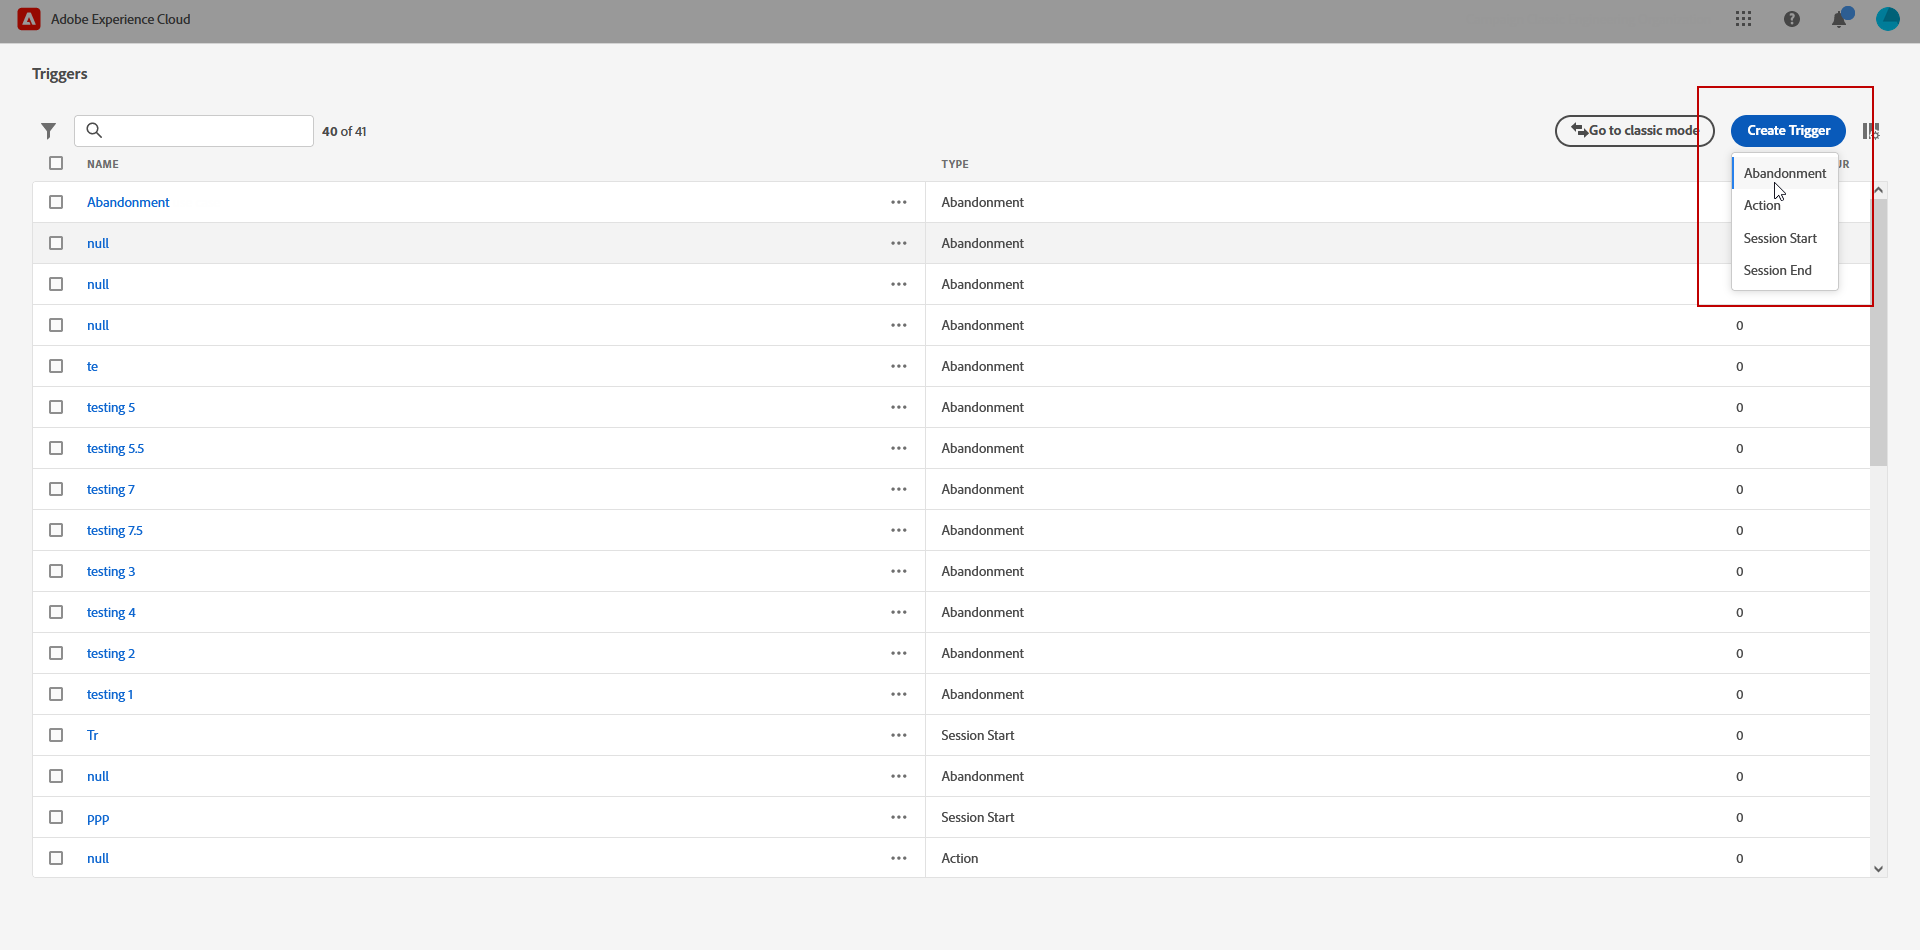 Adobe Experience Cloud
Triggers
40 of 41
Go to classic mode
Create Trigger
NAME
TYPE
UR
Abandonment
Action
Session Start
Session End
Abandonment Abandonment
null Abandonment
null Abandonment
null Abandonment 0
te Abandonment 0
testing 5 Abandonment 0
testing 5.5 Abandonment 0
testing 7 Abandonment 0
testing 7.5 Abandonment 0
testing 3 Abandonment 0
testing 4 Abandonment 0
testing 2 Abandonment 0
testing 1 Abandonment 0
Tr Session Start 0
null Abandonment 0
ppp Session Start 0
null Action 0